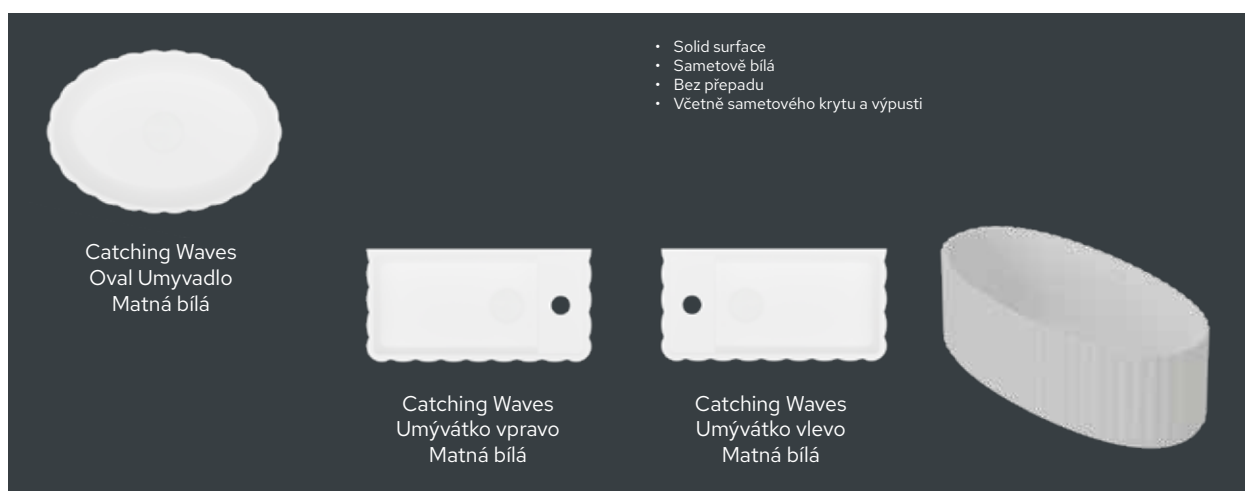 • Solid surface
• Sametově bílá
• Bez přepadu
• Včetně sametového krytu a výpusti
Catching Waves
Oval Umyvadlo
Matná bílá
Catching Waves
Umývátko vpravo
Matná bílá
Catching Waves
Umývátko vlevo
Matná bílá